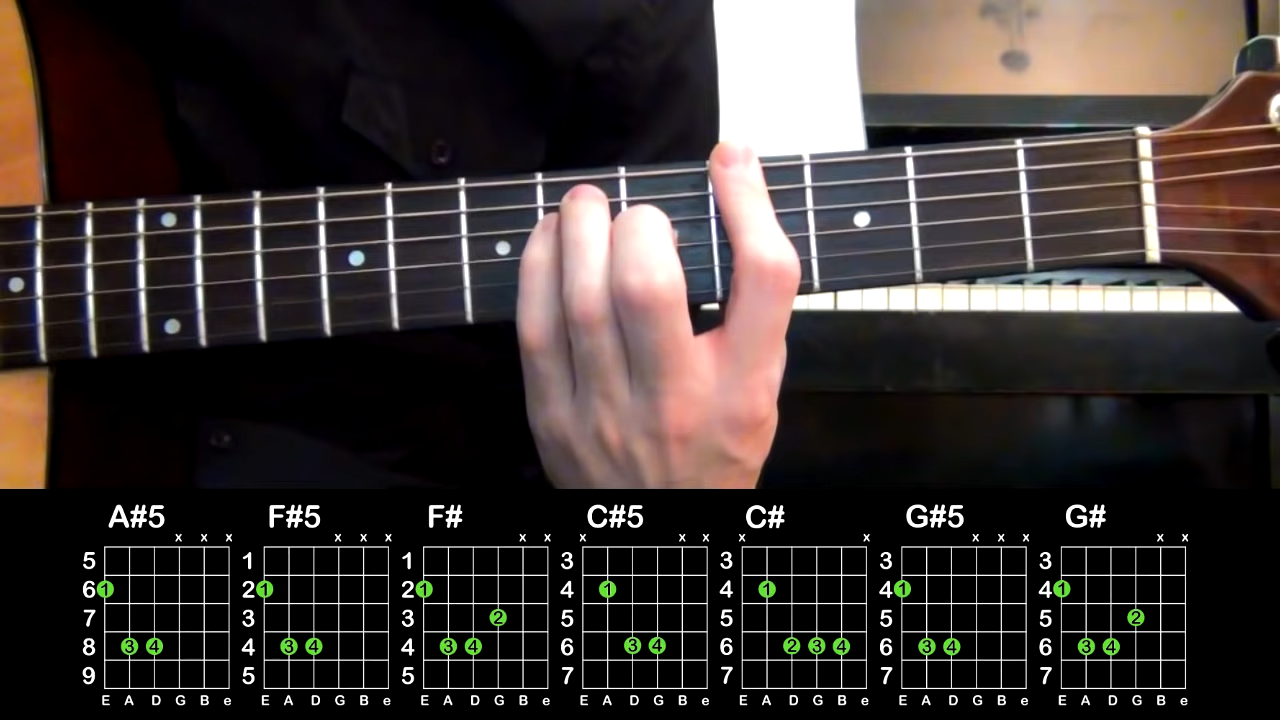 A#5 F#5 F# C#5 C# G#5 G#
x x x x x x x x x x x x x x x x x x x
5 1 1 3 3 3 3
6 1 2 1 2 1 4 1 4 1 4 1 4 1
7 3 3 2 5 5 5 5 2
8 3 4 4 3 4 4 3 4 6 3 4 6 2 3 4 6 3 4 6 3 4
9 5 5 7 7 7 7
E A D G B e E A D G B e E A D G B e E A D G B e E A D G B e E A D G B e E A D G B e